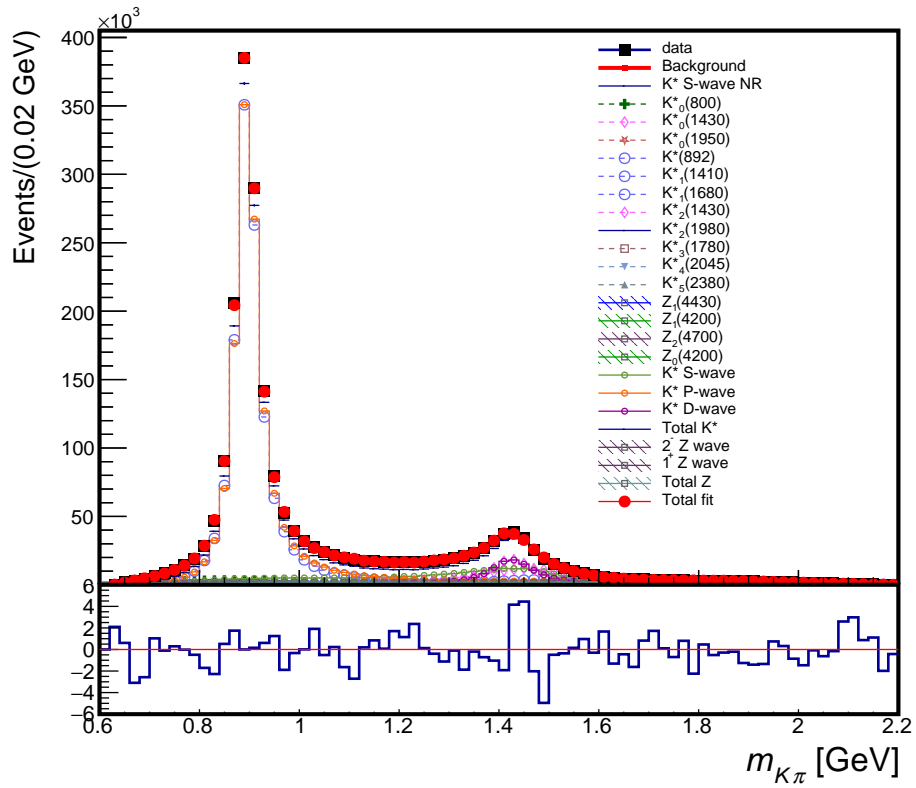 ×10³
Events/(0.02 GeV)
400
350
300
250
200
150
100
50
0
data
Background
K* S-wave NR
K*₀(800)
K*₀(1430)
K*₀(1950)
K*(892)
K*₁(1410)
K*₁(1680)
K*₂(1430)
K*₂(1980)
K*₃(1780)
K*₄(2045)
K*₅(2380)
Z₁(4430)
Z₁(4200)
Z₂(4700)
Z₀(4200)
K* S-wave
K* P-wave
K* D-wave
Total K*
2⁻ Z wave
1⁺ Z wave
Total Z
Total fit
6
4
2
0
−2
−4
−6
0.6 0.8 1 1.2 1.4 1.6 1.8 2 2.2
m_{Kπ} [GeV]